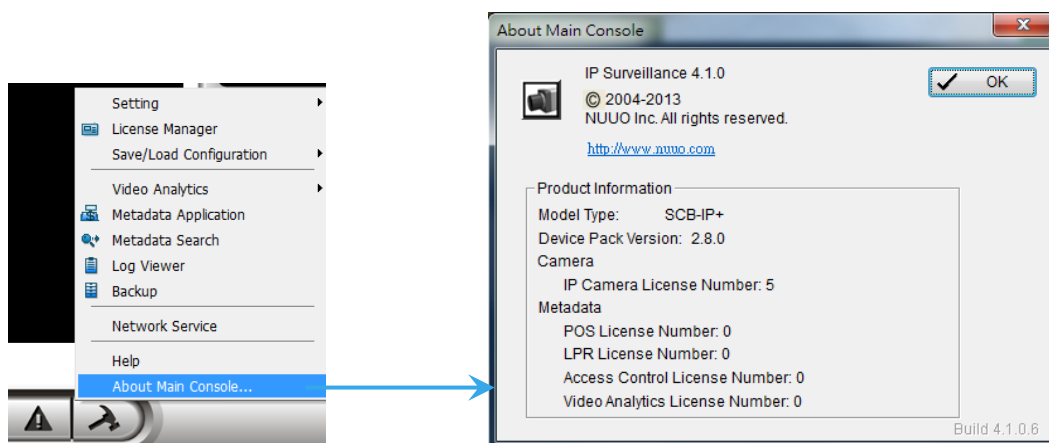 Setting
License Manager
Save/Load Configuration
Video Analytics
Metadata Application
Metadata Search
Log Viewer
Backup
Network Service
Help
About Main Console...
About Main Console
IP Surveillance 4.1.0
© 2004-2013
NUUO Inc. All rights reserved.
http://www.nuuo.com
OK
Product Information
Model Type: SCB-IP+
Device Pack Version: 2.8.0
Camera
IP Camera License Number: 5
Metadata
POS License Number: 0
LPR License Number: 0
Access Control License Number: 0
Video Analytics License Number: 0
Build 4.1.0.6